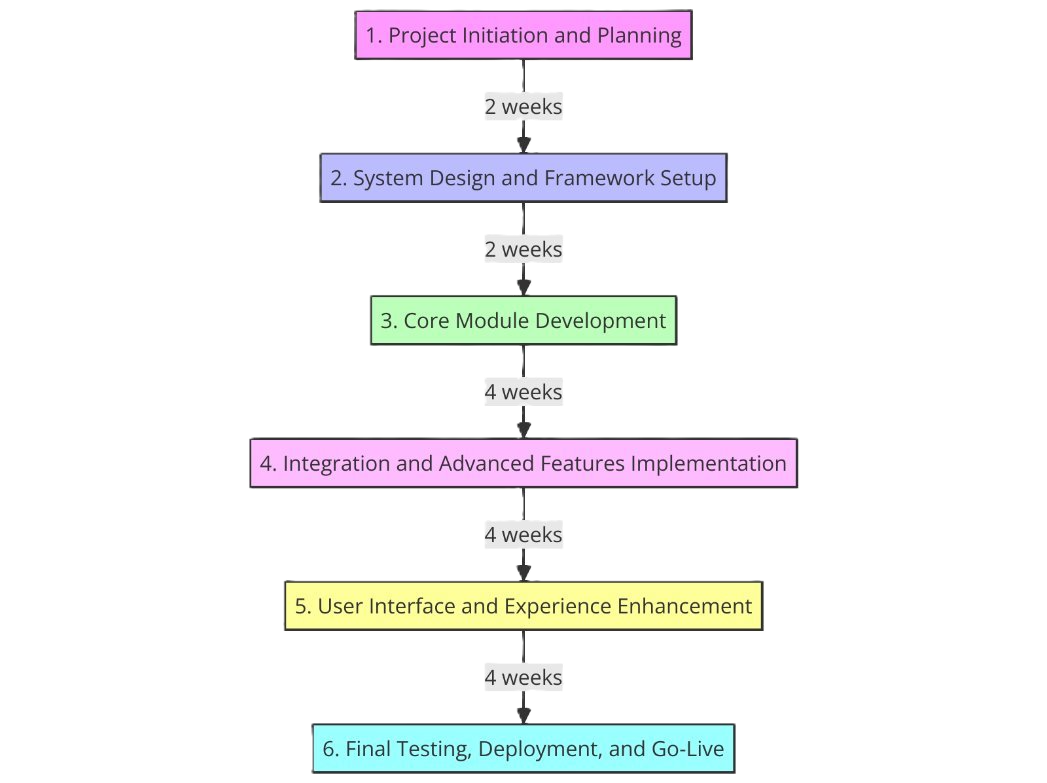 1. Project Initiation and Planning
2 weeks
2. System Design and Framework Setup
2 weeks
3. Core Module Development
4 weeks
4. Integration and Advanced Features Implementation
4 weeks
5. User Interface and Experience Enhancement
4 weeks
6. Final Testing, Deployment, and Go-Live